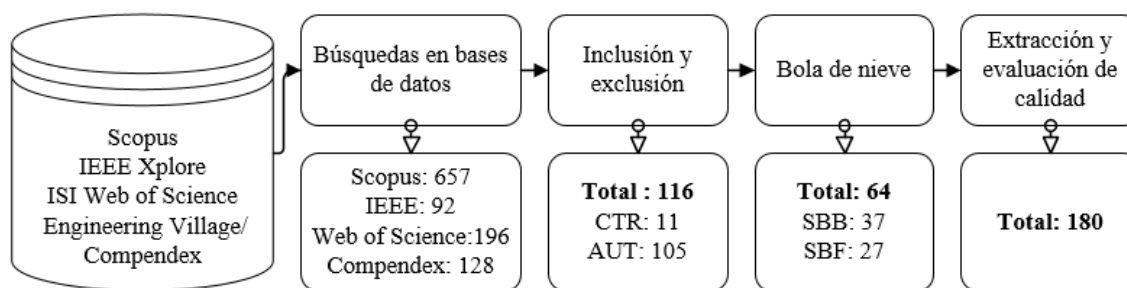 Scopus
IEEE Xplore
ISI Web of Science
Engineering Village/
Compendex
Búsquedas en bases
de datos
Scopus: 657
IEEE: 92
Web of Science:196
Compendex: 128
Inclusión y
exclusión
Total : 116
CTR: 11
AUT: 105
Bola de nieve
Total: 64
SBB: 37
SBF: 27
Extracción y
evaluación de
calidad
Total: 180